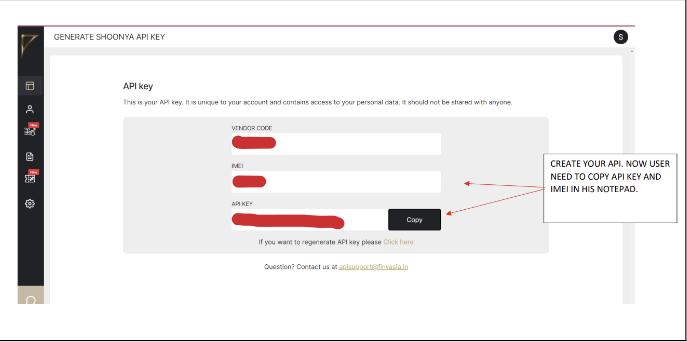 GENERATE SHOONYA API KEY
S
API key
This is your API key. It is unique to your account and contains access to your personal data. It should not be shared with anyone.
VENDOR CODE
IMEI
API KEY
Copy
If you want to regenerate API key please Click here
Question? Contact us at apisupport@finvasia.in
CREATE YOUR API. NOW USER
NEED TO COPY API KEY AND
IMEI IN HIS NOTEPAD.